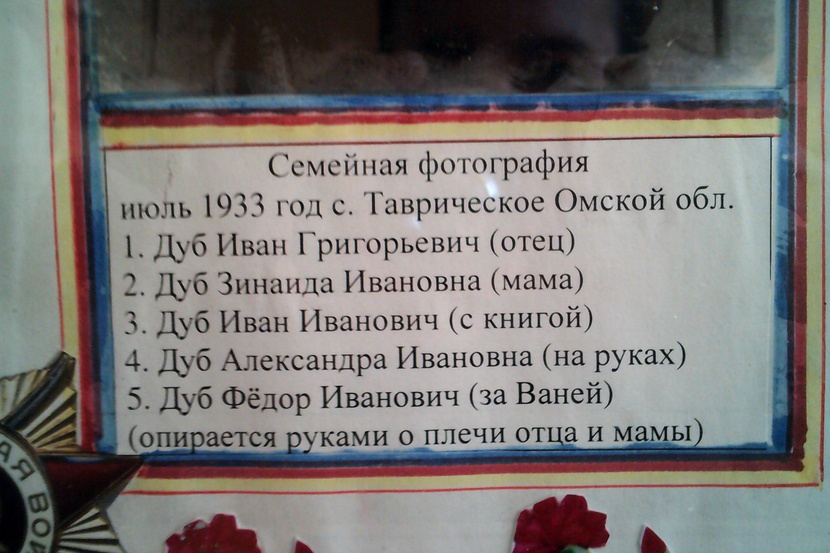 Семейная фотография
июль 1933 год с. Таврическое Омской обл.
1. Дуб Иван Григорьевич (отец)
2. Дуб Зинаида Ивановна (мама)
3. Дуб Иван Иванович (с книгой)
4. Дуб Александра Ивановна (на руках)
5. Дуб Фёдор Иванович (за Ваней)
(опирается руками о плечи отца и мамы)
АЯ ВОЙ